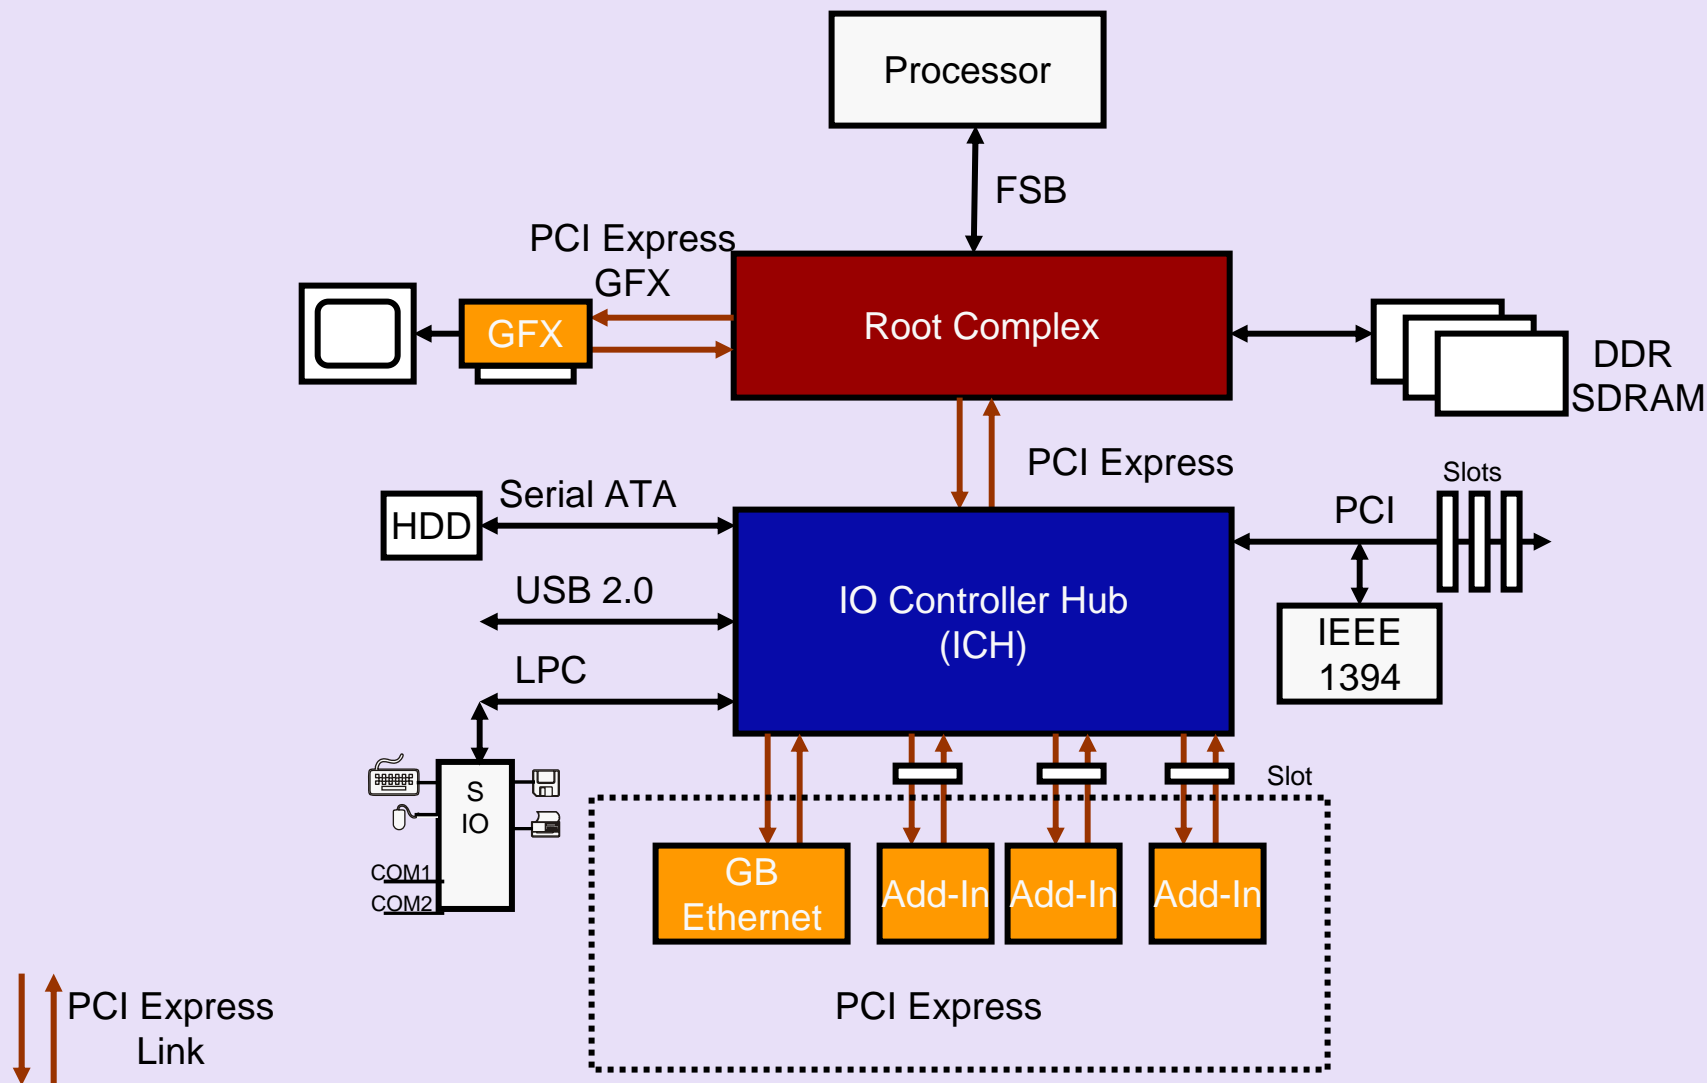 Processor
FSB
PCI Express
GFX
GFX
Root Complex
DDR
SDRAM
PCI Express
Slots
Serial ATA
HDD
PCI
USB 2.0
IO Controller Hub
(ICH)
IEEE
1394
LPC
S
IO
Slot
COM1
COM2
GB
Ethernet
Add-In
Add-In
Add-In
PCI Express
PCI Express
Link